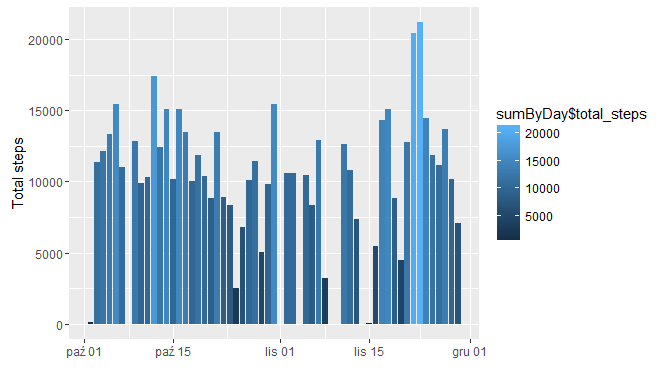 Total steps
20000
15000
10000
5000
0
paź 01
paź 15
lis 01
lis 15
gru 01
sumByDay$total_steps
20000
15000
10000
5000